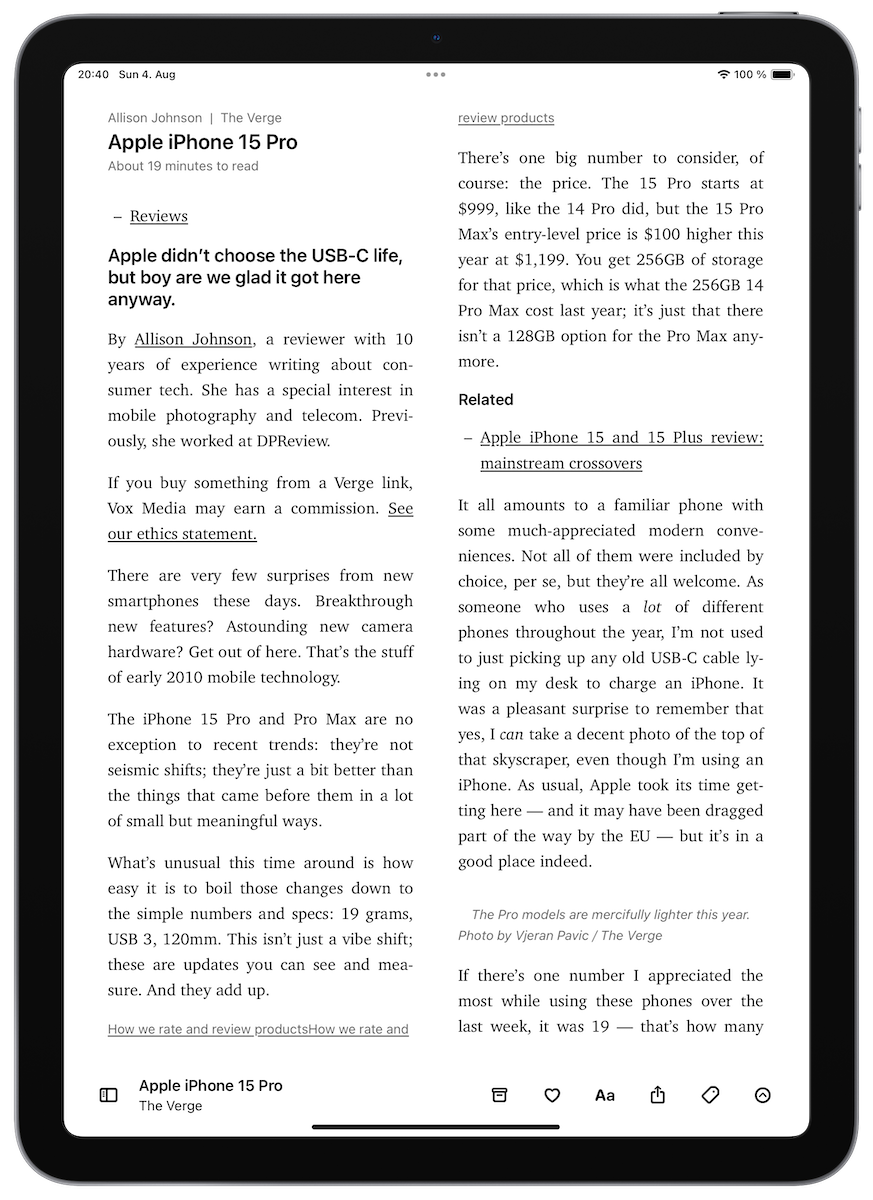 20:40 Sun 4. Aug
100 %
Allison Johnson | The Verge
Apple iPhone 15 Pro
About 19 minutes to read
– Reviews
Apple didn’t choose the USB-C life,
but boy are we glad it got here
anyway.
By Allison Johnson, a reviewer with 10
years of experience writing about con-
sumer tech. She has a special interest in
mobile photography and telecom. Previ-
ously, she worked at DPReview.
If you buy something from a Verge link,
Vox Media may earn a commission. See
our ethics statement.
There are very few surprises from new
smartphones these days. Breakthrough
new features? Astounding new camera
hardware? Get out of here. That’s the stuff
of early 2010 mobile technology.
The iPhone 15 Pro and Pro Max are no
exception to recent trends: they’re not
seismic shifts; they’re just a bit better than
the things that came before them in a lot
of small but meaningful ways.
What’s unusual this time around is how
easy it is to boil those changes down to
the simple numbers and specs: 19 grams,
USB 3, 120mm. This isn’t just a vibe shift;
these are updates you can see and mea-
sure. And they add up.
How we rate and review productsHow we rate and
review products
There’s one big number to consider, of
course: the price. The 15 Pro starts at
$999, like the 14 Pro did, but the 15 Pro
Max’s entry-level price is $100 higher this
year at $1,199. You get 256GB of storage
for that price, which is what the 256GB 14
Pro Max cost last year; it’s just that there
isn’t a 128GB option for the Pro Max any-
more.
Related
– Apple iPhone 15 and 15 Plus review:
mainstream crossovers
It all amounts to a familiar phone with
some much-appreciated modern conve-
niences. Not all of them were included by
choice, per se, but they’re all welcome. As
someone who uses a lot of different
phones throughout the year, I’m not used
to just picking up any old USB-C cable ly-
ing on my desk to charge an iPhone. It
was a pleasant surprise to remember that
yes, I can take a decent photo of the top of
that skyscraper, even though I’m using an
iPhone. As usual, Apple took its time get-
ting here — and it may have been dragged
part of the way by the EU — but it’s in a
good place indeed.
The Pro models are mercifully lighter this year.
Photo by Vjeran Pavic / The Verge
If there’s one number I appreciated the
most while using these phones over the
last week, it was 19 — that’s how many
Apple iPhone 15 Pro
The Verge
Aa